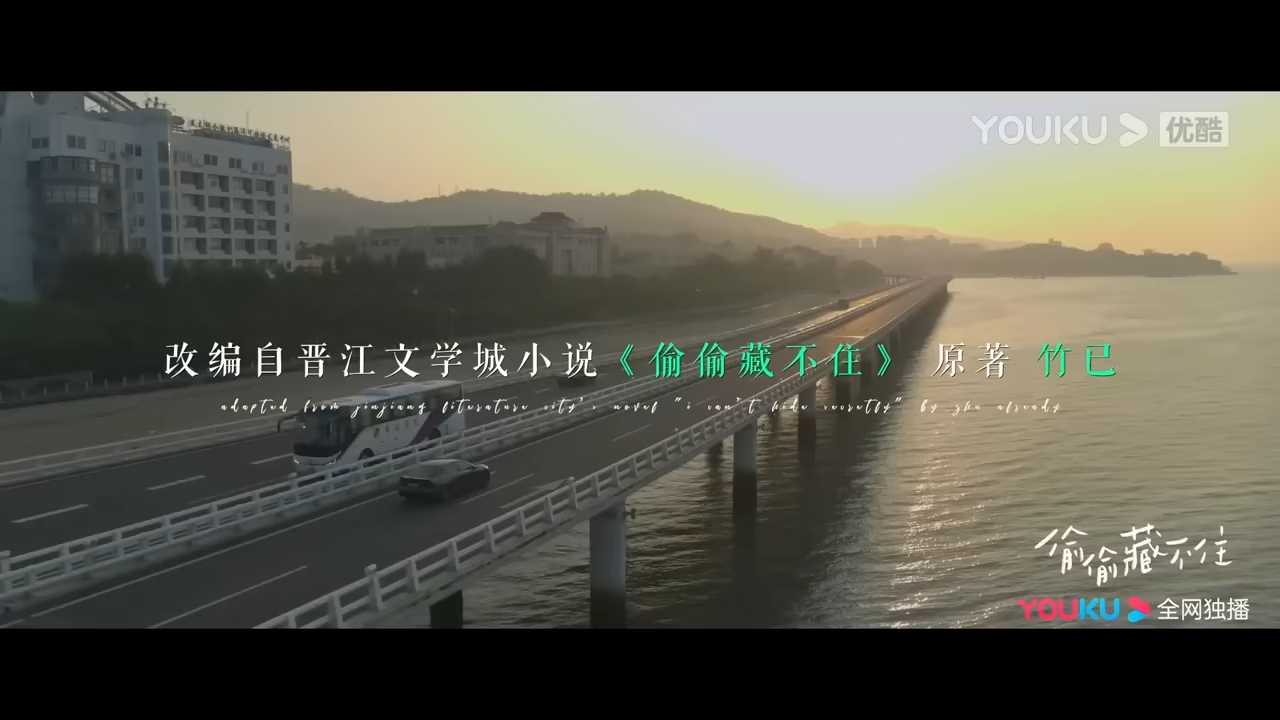 YOUKU 优酷
改编自晋江文学城小说《偷偷藏不住》 原著 竹已
adapted from jinjiang literature city's novel "i can't hide secretly" by zhu already
偷偷藏不住
YOUKU 全网独播